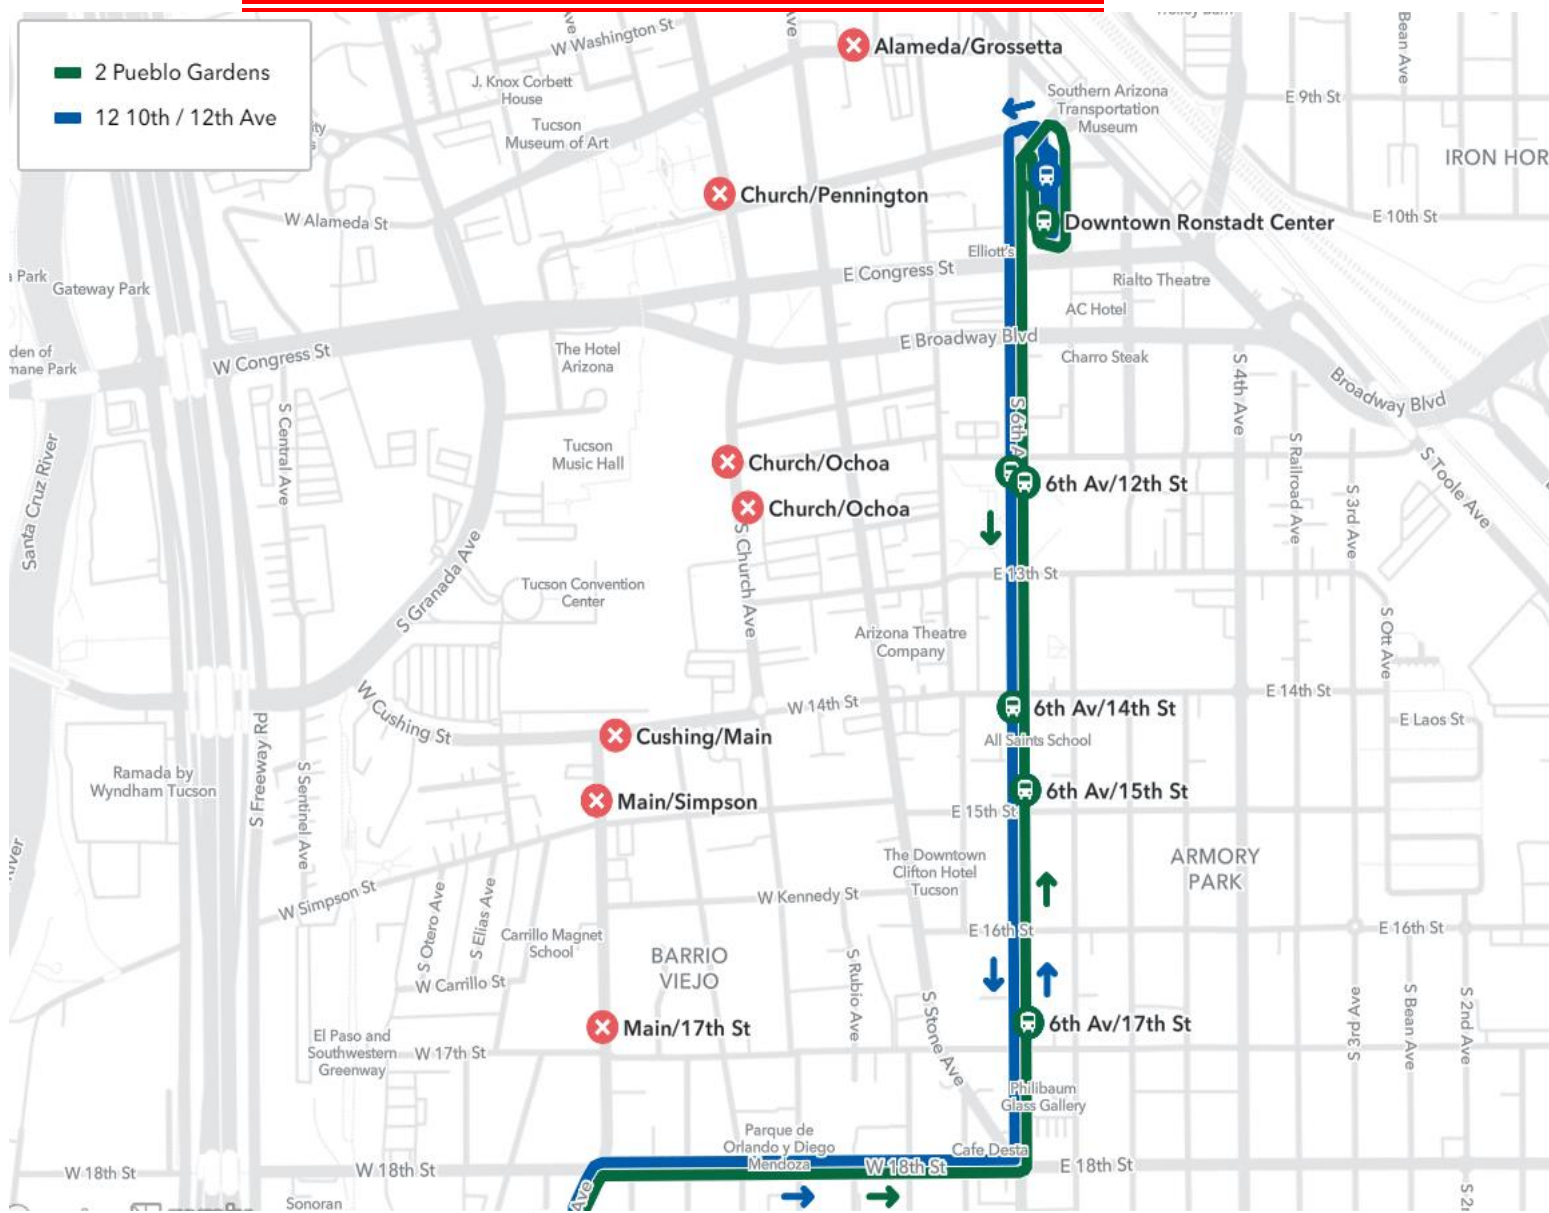 2 Pueblo Gardens
12 10th / 12th Ave
W Washington St
Alameda/Grossetta
J. Knox Corbett
House
Tucson
Museum of Art
Southern Arizona
Transportation
Museum
E 9th St
Bean Ave
IRON HOR
Church/Pennington
W Alameda St
Downtown Ronstadt Center
E 10th St
Elliott's
Gateway Park
E Congress St
Rialto Theatre
AC Hotel
E Broadway Blvd
Charro Steak
The Hotel
Arizona
W Congress St
mane Park
S 4th Ave
Broadway Blvd
S Central Ave
S 6th A
Santa Cruz River
Tucson
Music Hall
Church/Ochoa
6th Av/12th St
S Railroad Ave
S 3rd Ave
S Toole Ave
Church/Ochoa
S Church Ave
S Granada Ave
E 13th St
Tucson Convention
Center
Arizona Theatre
Company
S Ott Ave
W Cushing St
W 14th St
E 14th St
6th Av/14th St
E Laos St
Cushing/Main
All Saints School
Ramada by
Wyndham Tucson
S Freeway Rd
S Sentinel Ave
Main/Simpson
6th Av/15th St
E 15th St
The Downtown
Clifton Hotel
Tucson
ARMORY
PARK
W Simpson St
W Kennedy St
S Otero Ave
S Elias Ave
Carrillo Magnet
School
E 16th St
E 16th St
BARRIO
VIEJO
W Carrillo St
S Rubio Ave
S Stone Ave
S 3rd Ave
S Bean Ave
S 2nd Ave
Main/17th St
6th Av/17th St
El Paso and
Southwestern
Greenway
W 17th St
Philibaum
Glass Gallery
Parque de
Orlando y Diego
Mendoza
Cafe Desta
W 18th St
W 18th St
W 18th St
E 18th St
Ave
Sonoran